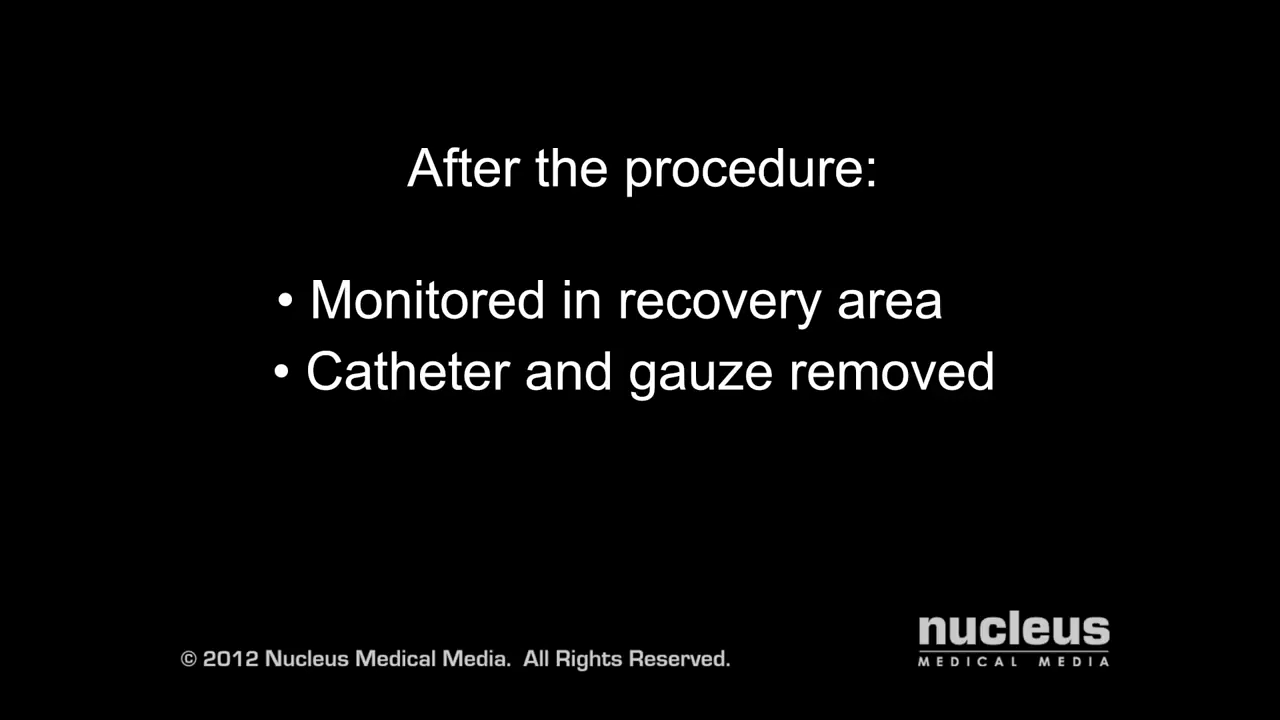 After the procedure:
• Monitored in recovery area
• Catheter and gauze removed
nucleus
MEDICAL MEDIA
© 2012 Nucleus Medical Media. All Rights Reserved.